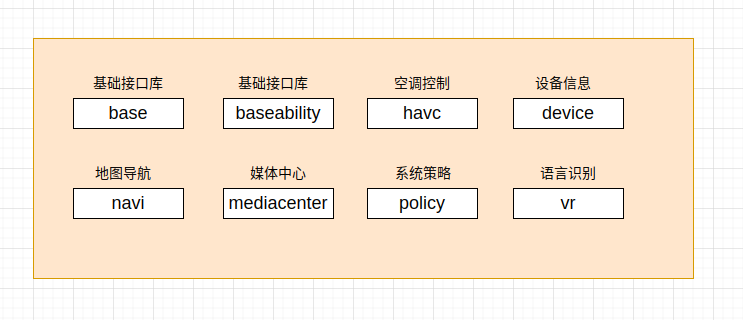 基础接口库 基础接口库 空调控制 设备信息
base baseability havc device
地图导航 媒体中心 系统策略 语言识别
navi mediacenter policy vr